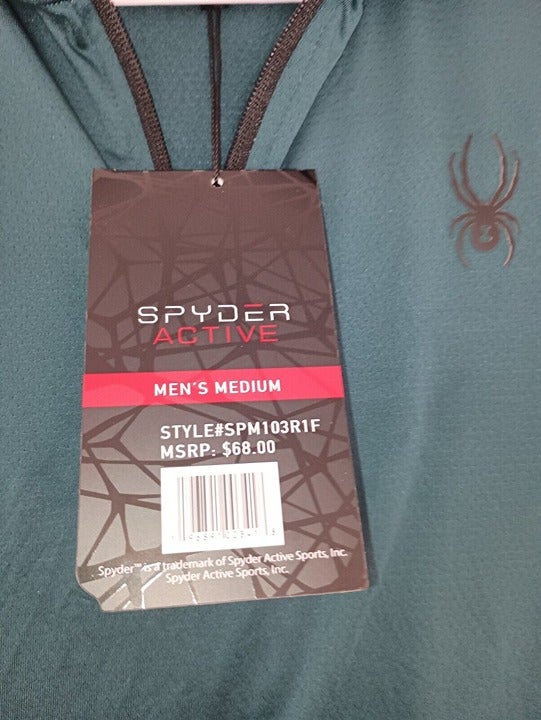 SPYDER
ACTIVE
MEN'S MEDIUM
STYLE#SPM103R1F
MSRP: $68.00
Spyder™ is a trademark of Spyder Active Sports, Inc.
Spyder Active Sports, Inc.